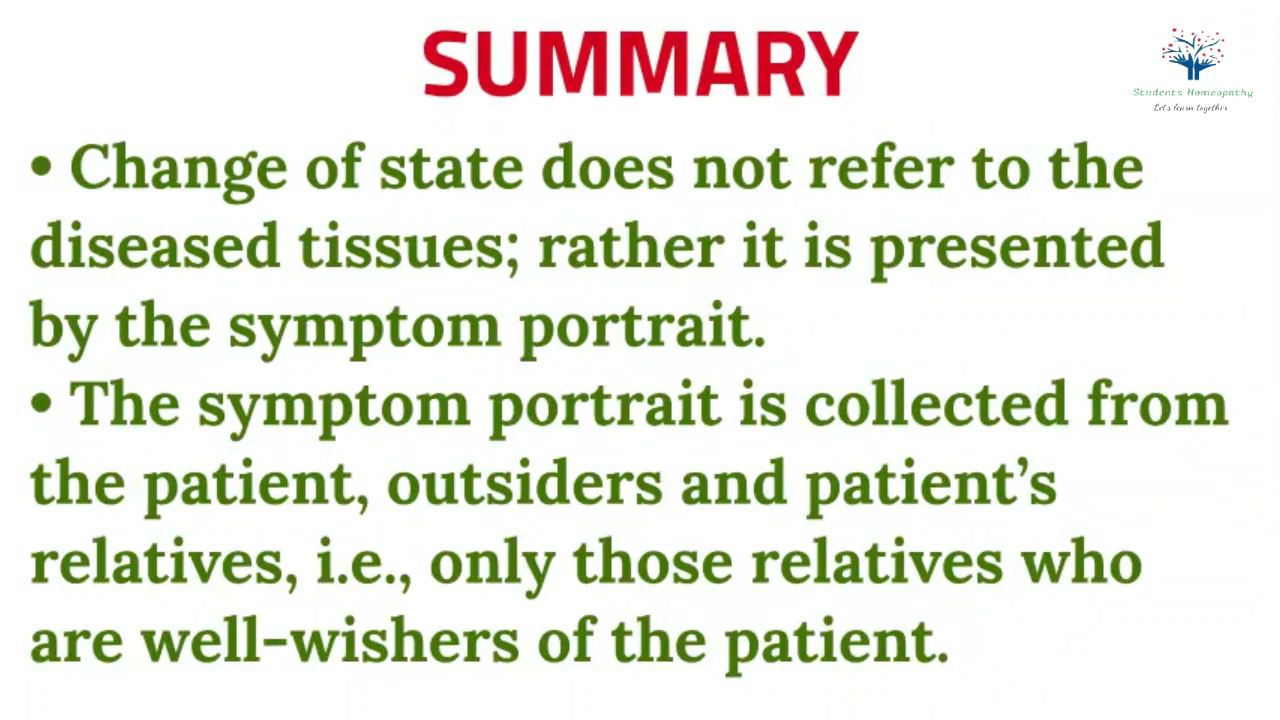 SUMMARY
Students Homeopathy
Let's learn together
• Change of state does not refer to the
diseased tissues; rather it is presented
by the symptom portrait.
• The symptom portrait is collected from
the patient, outsiders and patient’s
relatives, i.e., only those relatives who
are well-wishers of the patient.